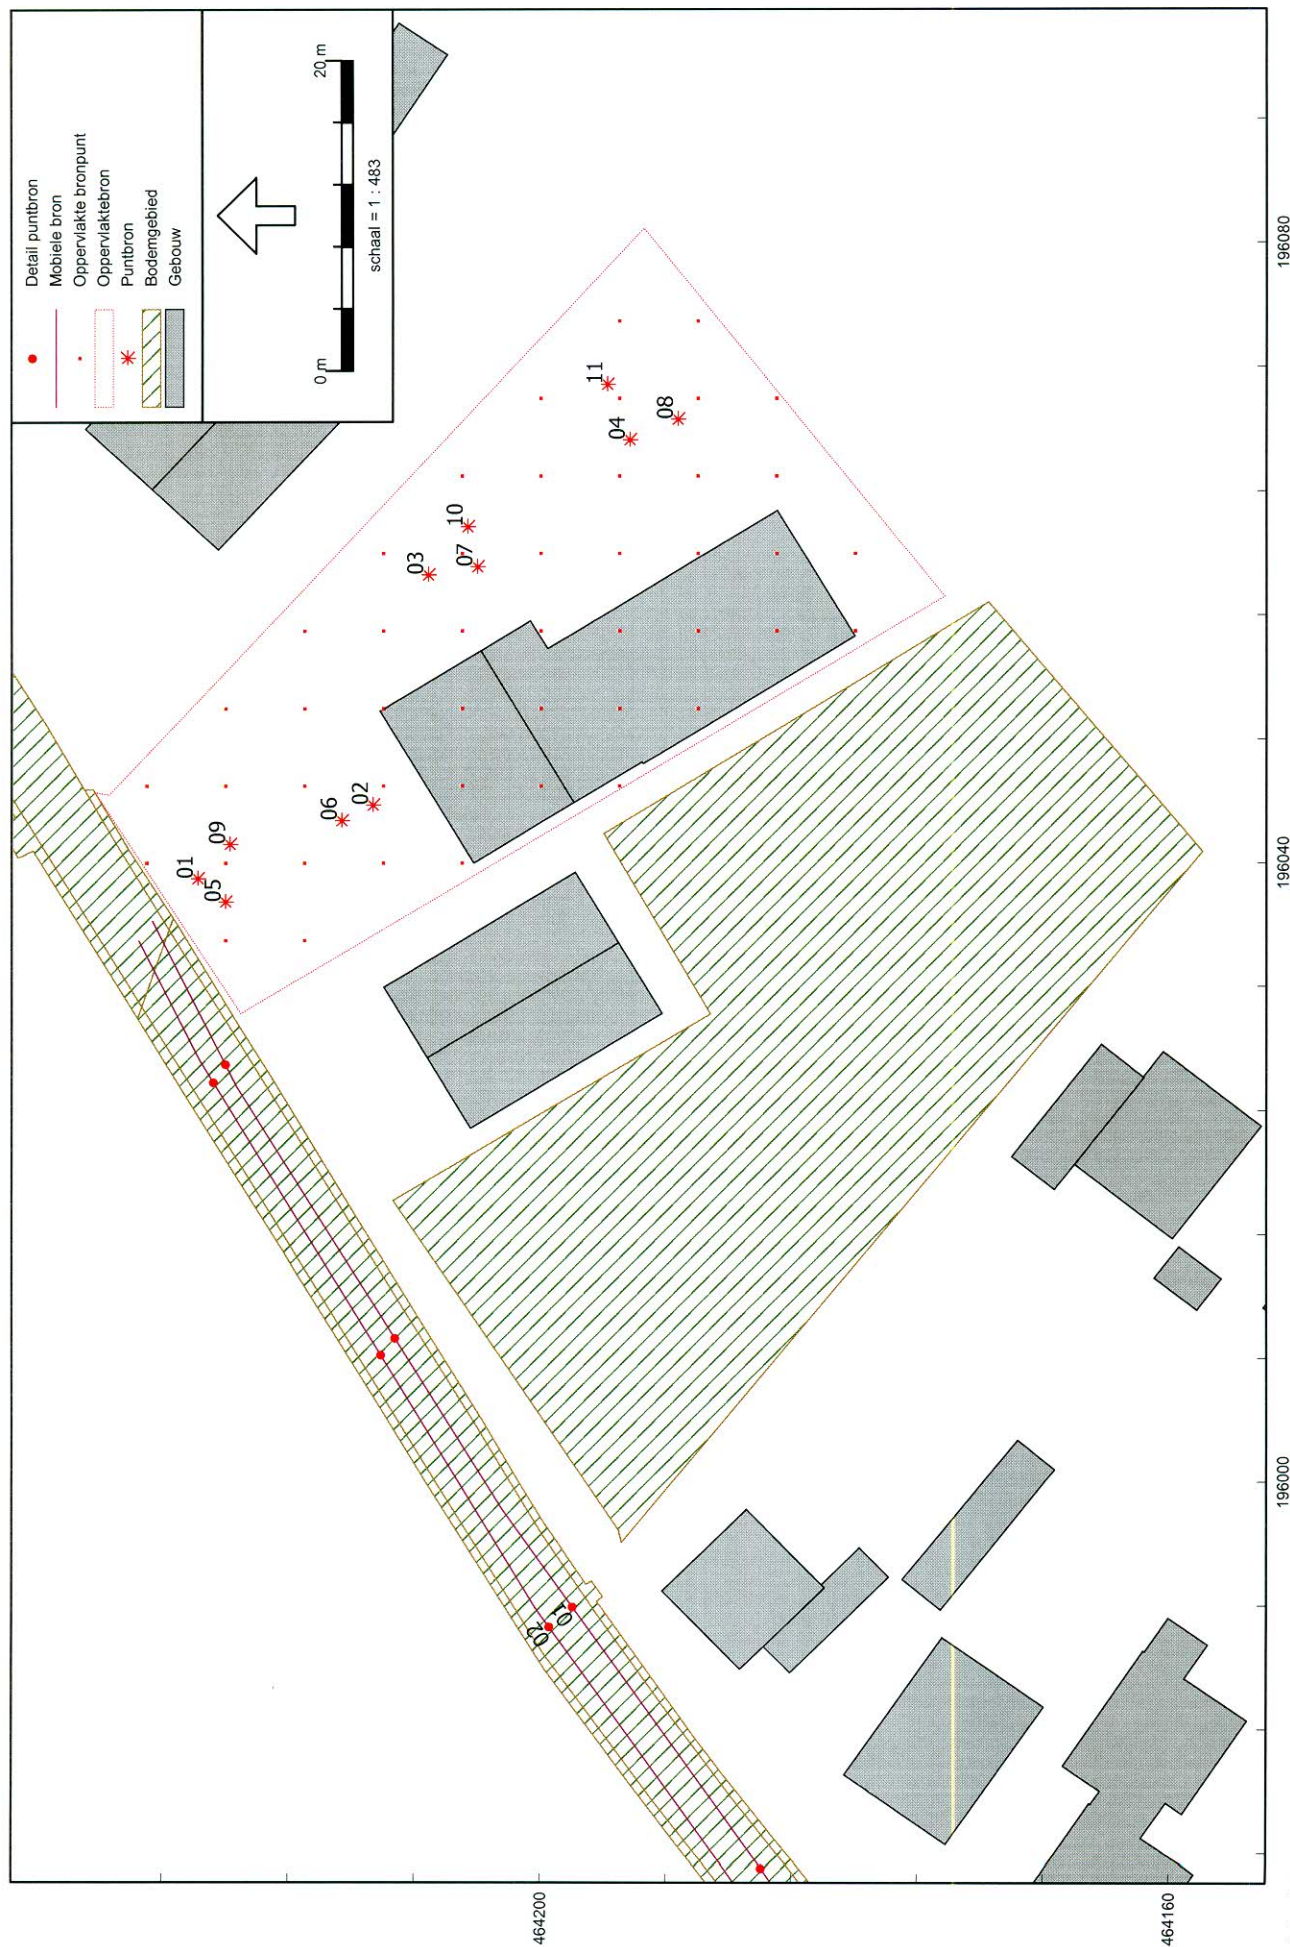 Detail puntbron
Mobiele bron
Oppervlakte bronpunt
Oppervlaktebron
Puntbron
Bodemgebied
Gebouw
0 m
20 m
schaal = 1 : 483
01
05
09
06
02
03
07
10
11
04
08
02
01
464200
464160
196000
196040
196080